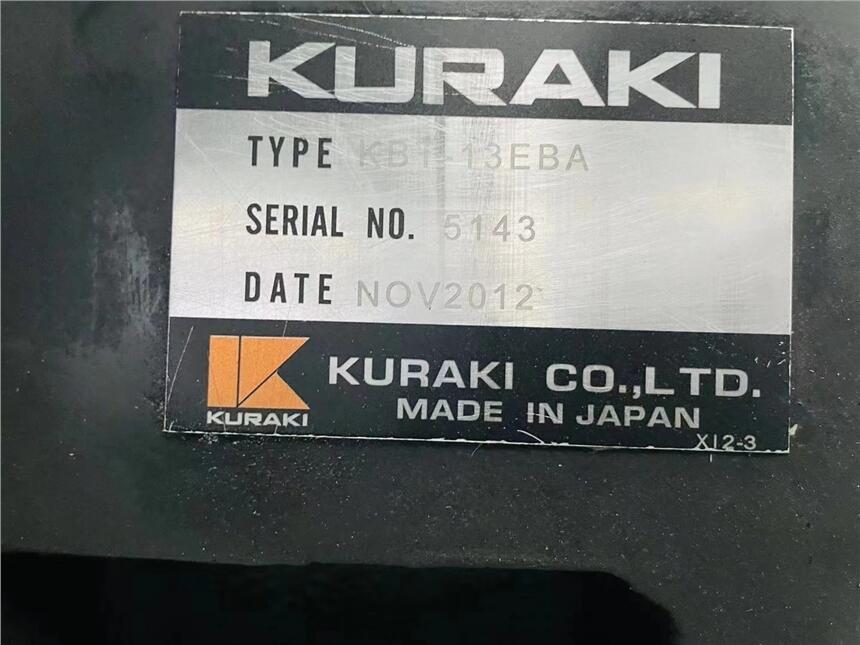 KURAKI
TYPE KBT-13EBA
SERIAL NO. 5143
DATE NOV2012
KURAKI CO.,LTD.
KURAKI
MADE IN JAPAN
X12-3